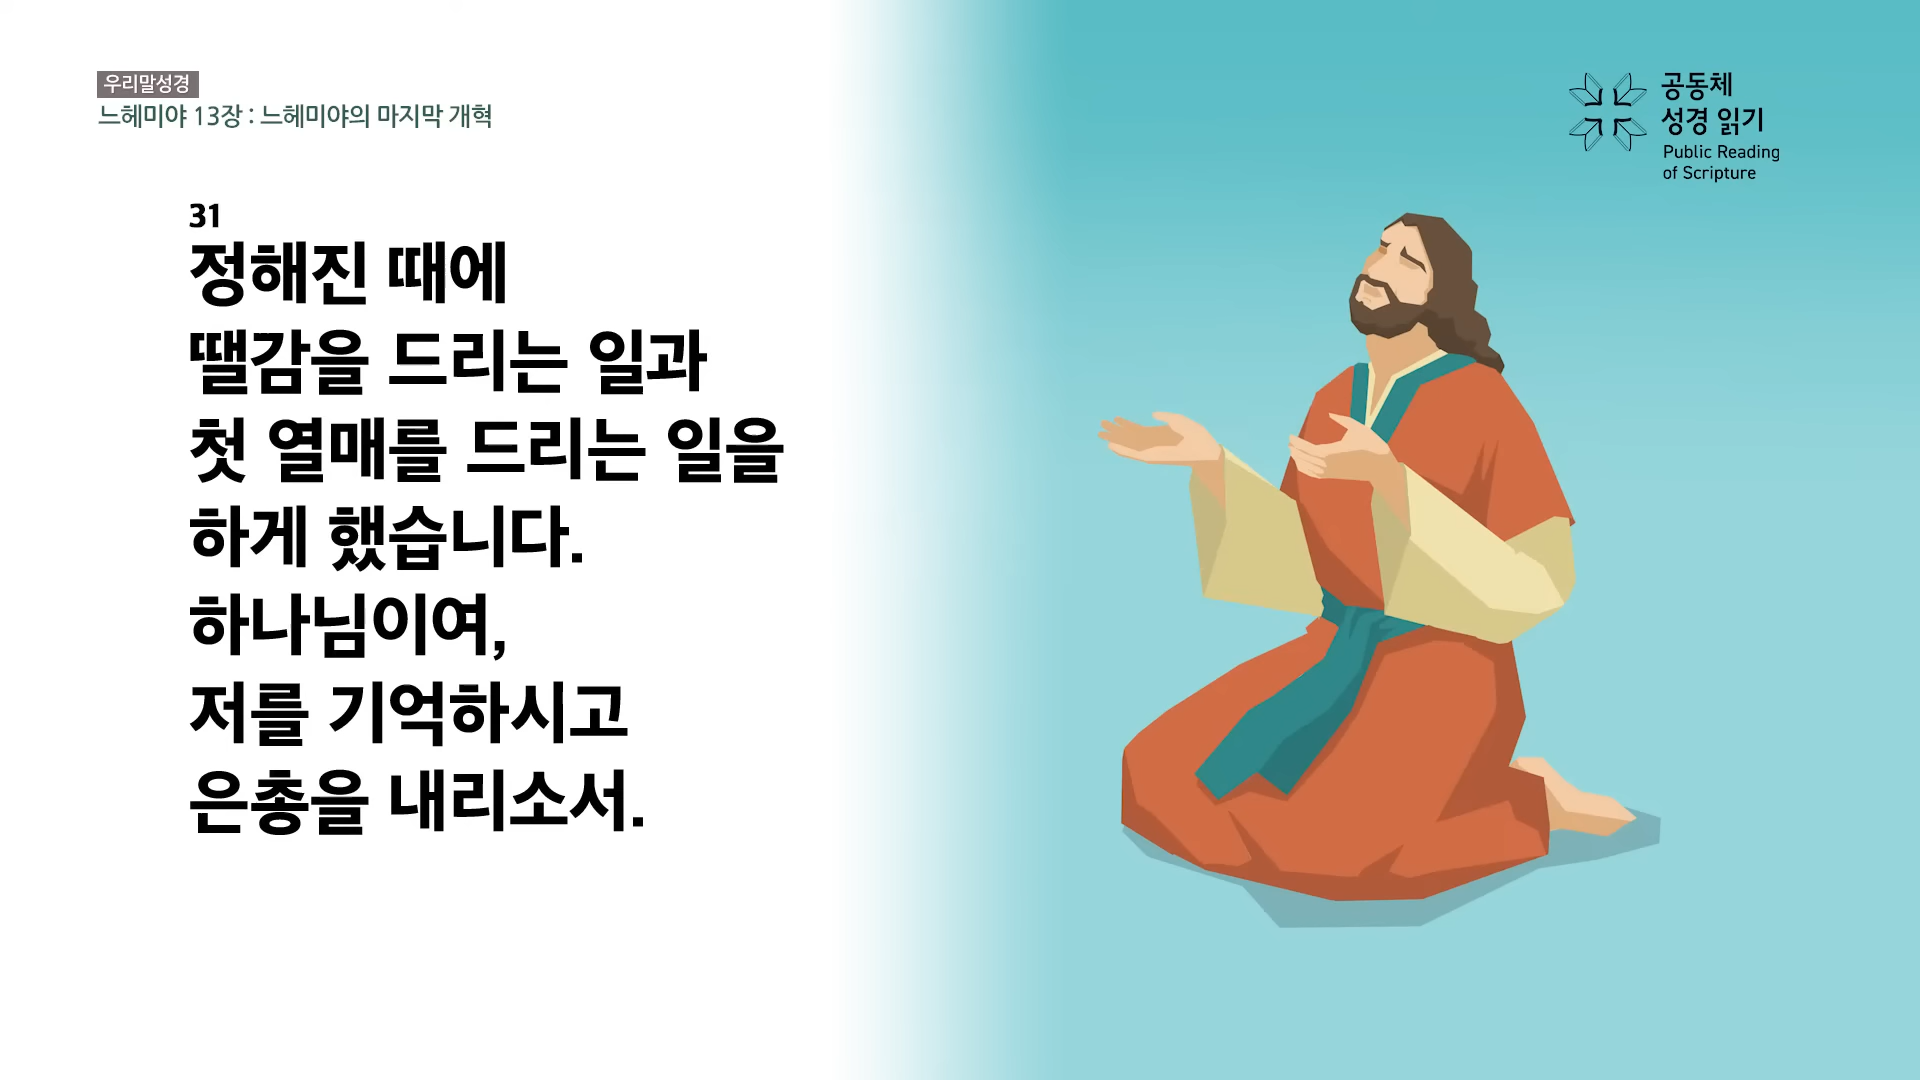 우리말성경
느헤미야 13장 : 느헤미야의 마지막 개혁
공동체
성경 읽기
Public Reading
of Scripture
31
정해진 때에
땔감을 드리는 일과
첫 열매를 드리는 일을
하게 했습니다.
하나님이여,
저를 기억하시고
은총을 내리소서.